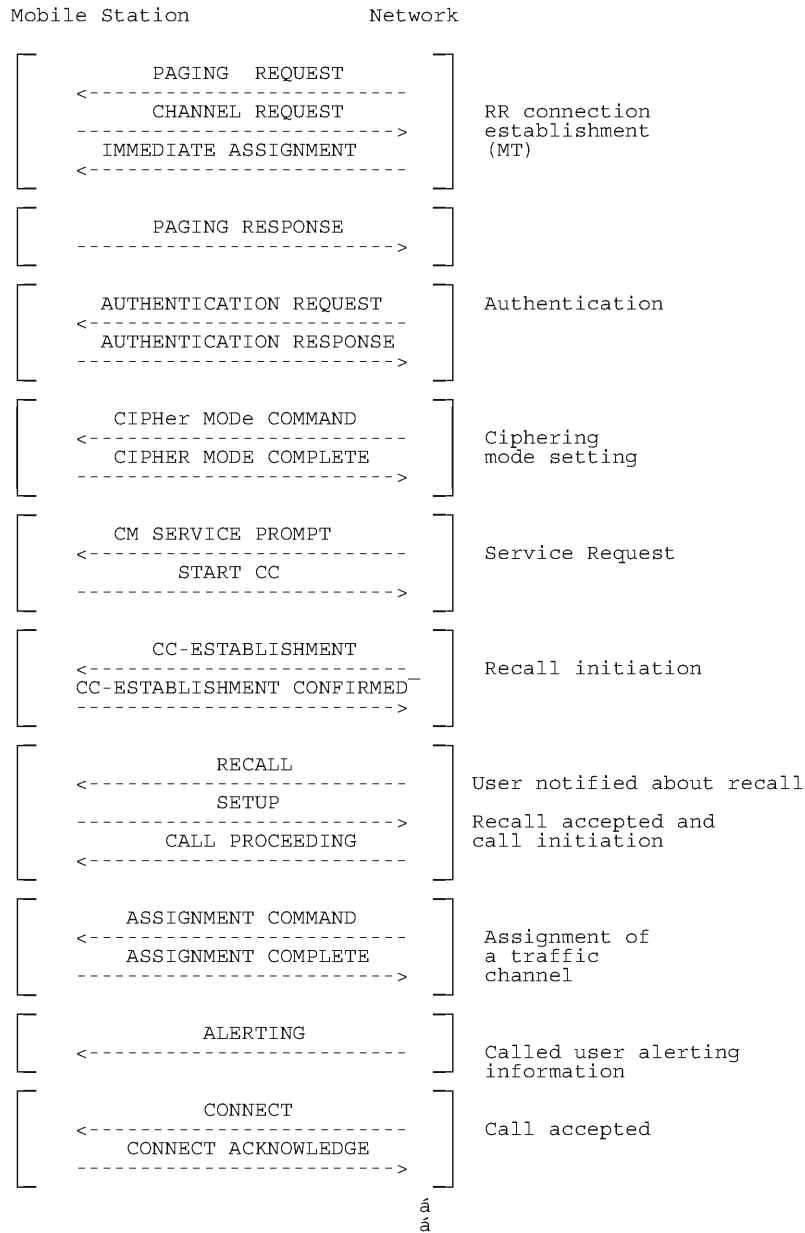 Mobile Station Network
PAGING REQUEST
<--------------------------
CHANNEL REQUEST RR connection
-------------------------> establishment
IMMEDIATE ASSIGNMENT (MT)
<--------------------------
PAGING RESPONSE
------------------------->
AUTHENTICATION REQUEST Authentication
<--------------------------
AUTHENTICATION RESPONSE
------------------------->
CIPHer MODe COMMAND
<-------------------------- Ciphering
CIPHER MODE COMPLETE mode setting
------------------------->
CM SERVICE PROMPT
<-------------------------- Service Request
START CC
------------------------->
CC-ESTABLISHMENT
<-------------------------- Recall initiation
CC-ESTABLISHMENT CONFIRMED
------------------------->
RECALL
<-------------------------- User notified about recall
SETUP
-------------------------> Recall accepted and
CALL PROCEEDING call initiation
<--------------------------
ASSIGNMENT COMMAND
<-------------------------- Assignment of
ASSIGNMENT COMPLETE a traffic
-------------------------> channel
ALERTING
<-------------------------- Called user alerting
information
CONNECT
<-------------------------- Call accepted
CONNECT ACKNOWLEDGE
------------------------->
á
á